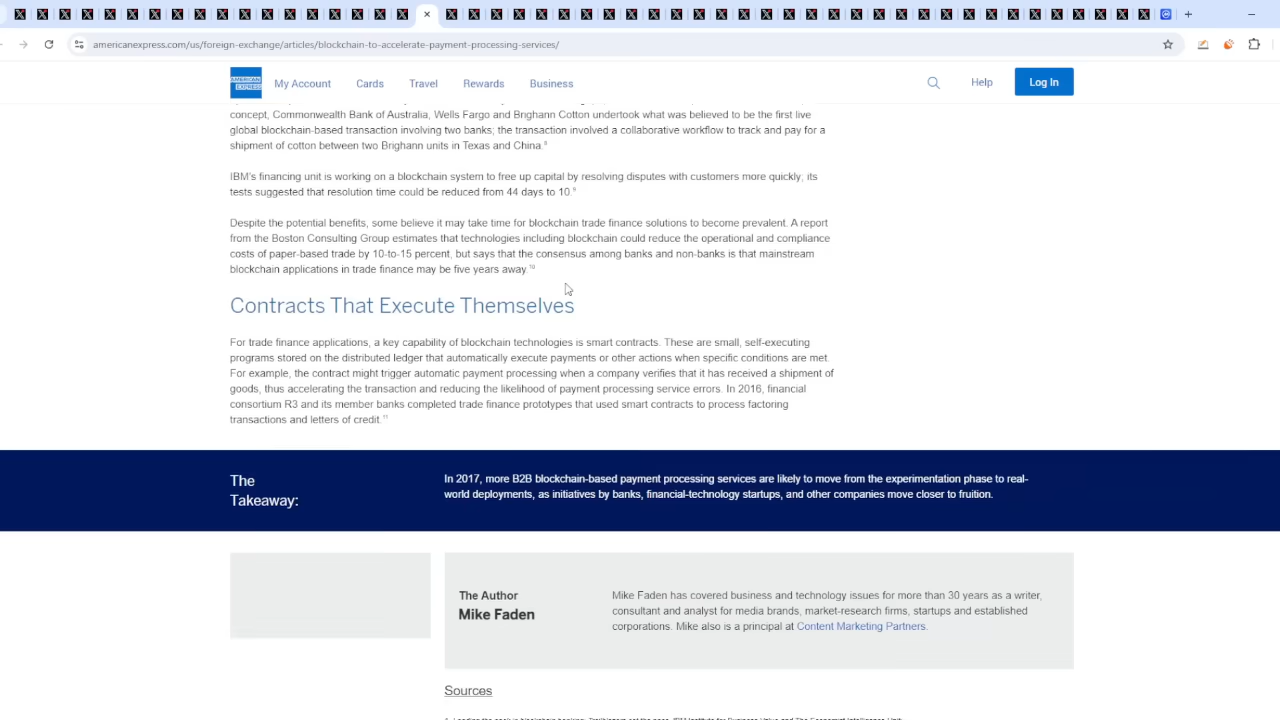 americanexpress.com/us/foreign-exchange/articles/blockchain-to-accelerate-payment-processing-services/
AMERICAN EXPRESS
My Account
Cards
Travel
Rewards
Business
Help
Log In
concept, Commonwealth Bank of Australia, Wells Fargo and Brighann Cotton undertook what was believed to be the first live
global blockchain-based transaction involving two banks; the transaction involved a collaborative workflow to track and pay for a
shipment of cotton between two Brighann units in Texas and China.⁸
IBM's financing unit is working on a blockchain system to free up capital by resolving disputes with customers more quickly; its
tests suggested that resolution time could be reduced from 44 days to 10.⁹
Despite the potential benefits, some believe it may take time for blockchain trade finance solutions to become prevalent. A report
from the Boston Consulting Group estimates that technologies including blockchain could reduce the operational and compliance
costs of paper-based trade by 10-to-15 percent, but says that the consensus among banks and non-banks is that mainstream
blockchain applications in trade finance may be five years away.¹⁰
Contracts That Execute Themselves
For trade finance applications, a key capability of blockchain technologies is smart contracts. These are small, self-executing
programs stored on the distributed ledger that automatically execute payments or other actions when specific conditions are met.
For example, the contract might trigger automatic payment processing when a company verifies that it has received a shipment of
goods, thus accelerating the transaction and reducing the likelihood of payment processing service errors. In 2016, financial
consortium R3 and its member banks completed trade finance prototypes that used smart contracts to process factoring
transactions and letters of credit.¹¹
The
Takeaway:
In 2017, more B2B blockchain-based payment processing services are likely to move from the experimentation phase to real-
world deployments, as initiatives by banks, financial-technology startups, and other companies move closer to fruition.
The Author
Mike Faden
Mike Faden has covered business and technology issues for more than 30 years as a writer,
consultant and analyst for media brands, market-research firms, startups and established
corporations. Mike also is a principal at Content Marketing Partners.
Sources